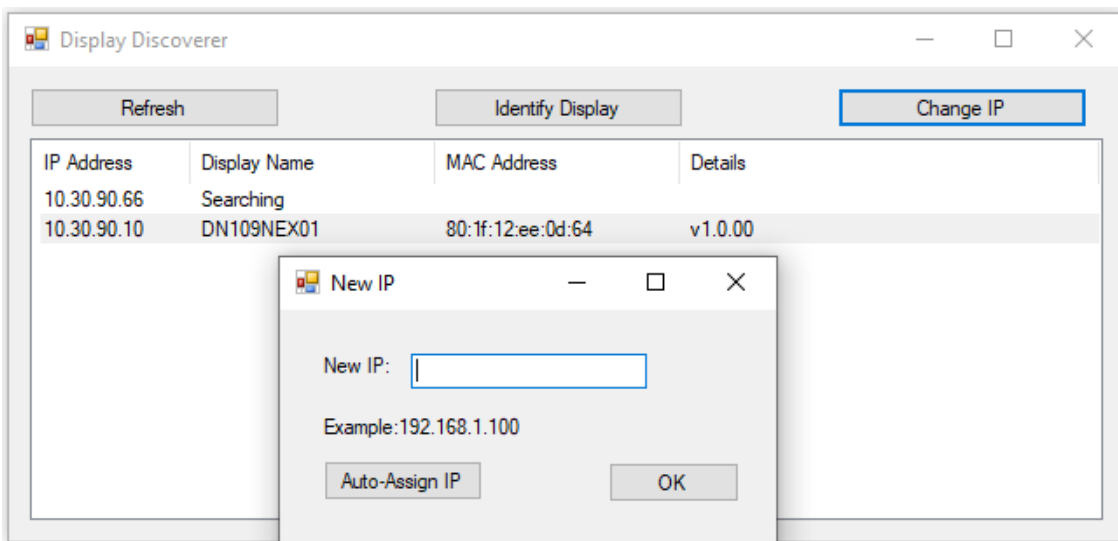 Display Discoverer
Refresh Identify Display Change IP
IP Address Display Name MAC Address Details
10.30.90.66 Searching
10.30.90.10 DN109NEX01 80:1f:12:ee:0d:64 v1.0.00
New IP
New IP:
Example:192.168.1.100
Auto-Assign IP OK